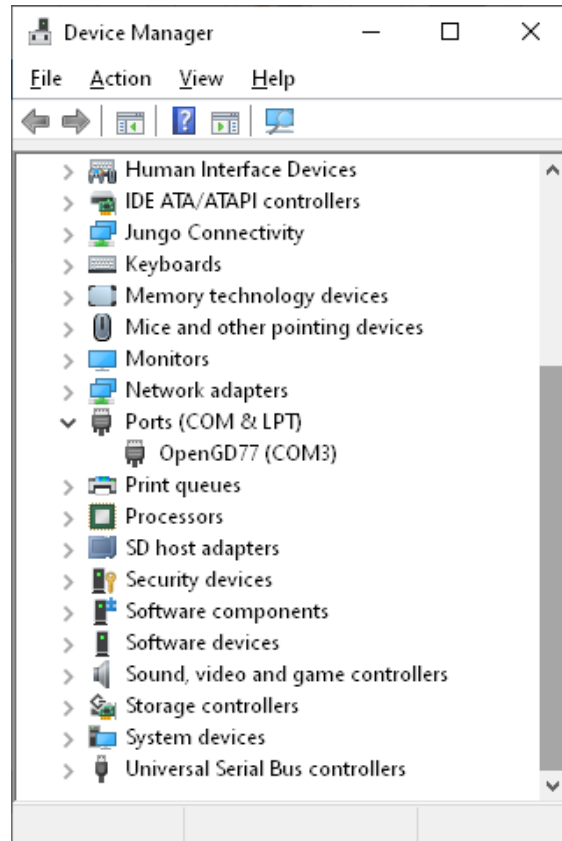 Device Manager
File Action View Help
Human Interface Devices
IDE ATA/ATAPI controllers
Jungo Connectivity
Keyboards
Memory technology devices
Mice and other pointing devices
Monitors
Network adapters
Ports (COM & LPT)
OpenGD77 (COM3)
Print queues
Processors
SD host adapters
Security devices
Software components
Software devices
Sound, video and game controllers
Storage controllers
System devices
Universal Serial Bus controllers